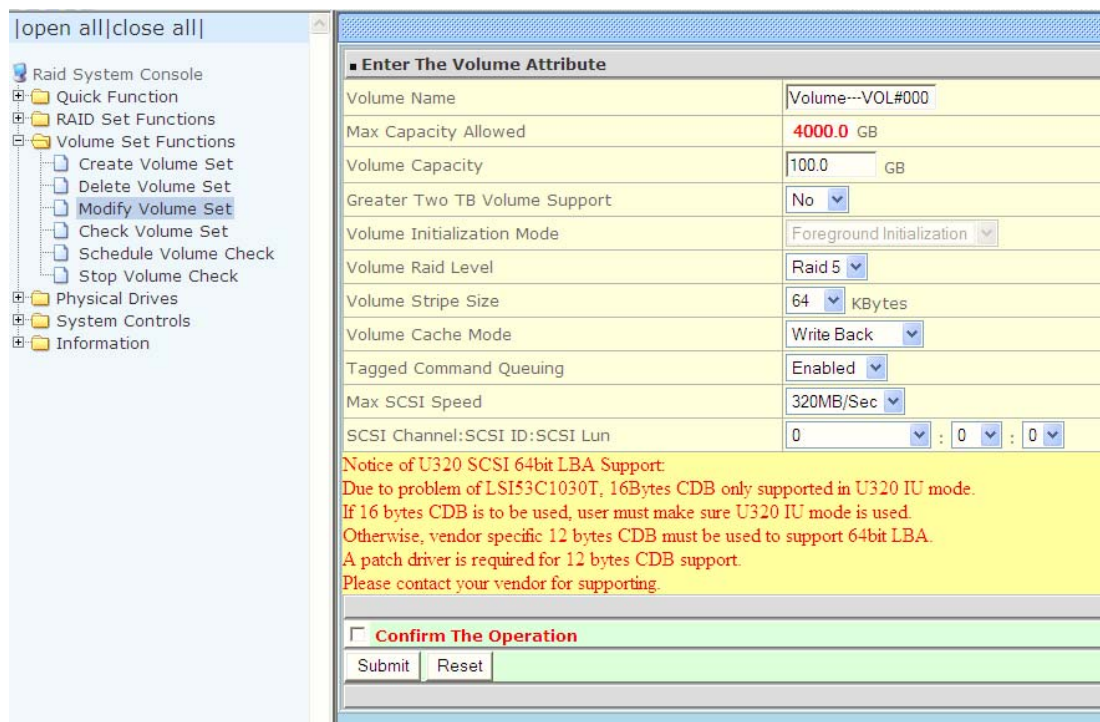 |open all|close all|
Raid System Console
Quick Function
RAID Set Functions
Volume Set Functions
Create Volume Set
Delete Volume Set
Modify Volume Set
Check Volume Set
Schedule Volume Check
Stop Volume Check
Physical Drives
System Controls
Information
Enter The Volume Attribute
Volume Name Volume---VOL#000
Max Capacity Allowed 4000.0 GB
Volume Capacity 100.0 GB
Greater Two TB Volume Support No
Volume Initialization Mode Foreground Initialization
Volume Raid Level Raid 5
Volume Stripe Size 64 KBytes
Volume Cache Mode Write Back
Tagged Command Queuing Enabled
Max SCSI Speed 320MB/Sec
SCSI Channel:SCSI ID:SCSI Lun 0 : 0 : 0
Notice of U320 SCSI 64bit LBA Support:
Due to problem of LSI53C1030T, 16Bytes CDB only supported in U320 IU mode.
If 16 bytes CDB is to be used, user must make sure U320 IU mode is used.
Otherwise, vendor specific 12 bytes CDB must be used to support 64bit LBA.
A patch driver is required for 12 bytes CDB support.
Please contact your vendor for supporting.
Confirm The Operation
Submit Reset